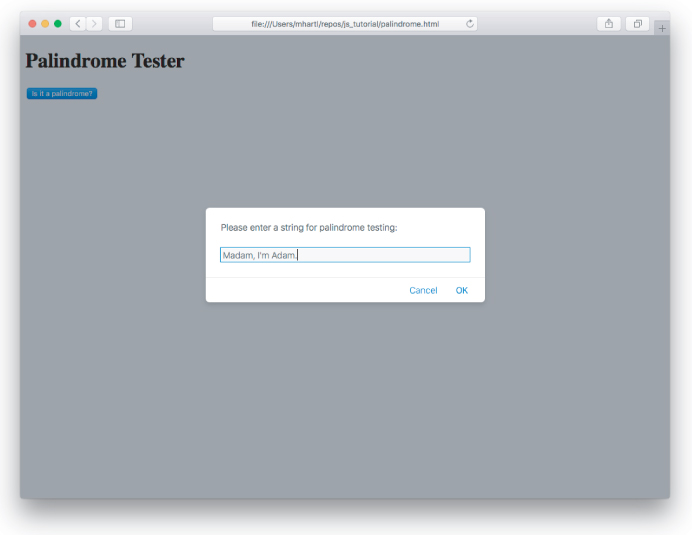 file:///Users/mhartl/repos/js_tutorial/palindrome.html
Palindrome Tester
Is it a palindrome?
Please enter a string for palindrome testing:
Madam, I'm Adam.
Cancel OK